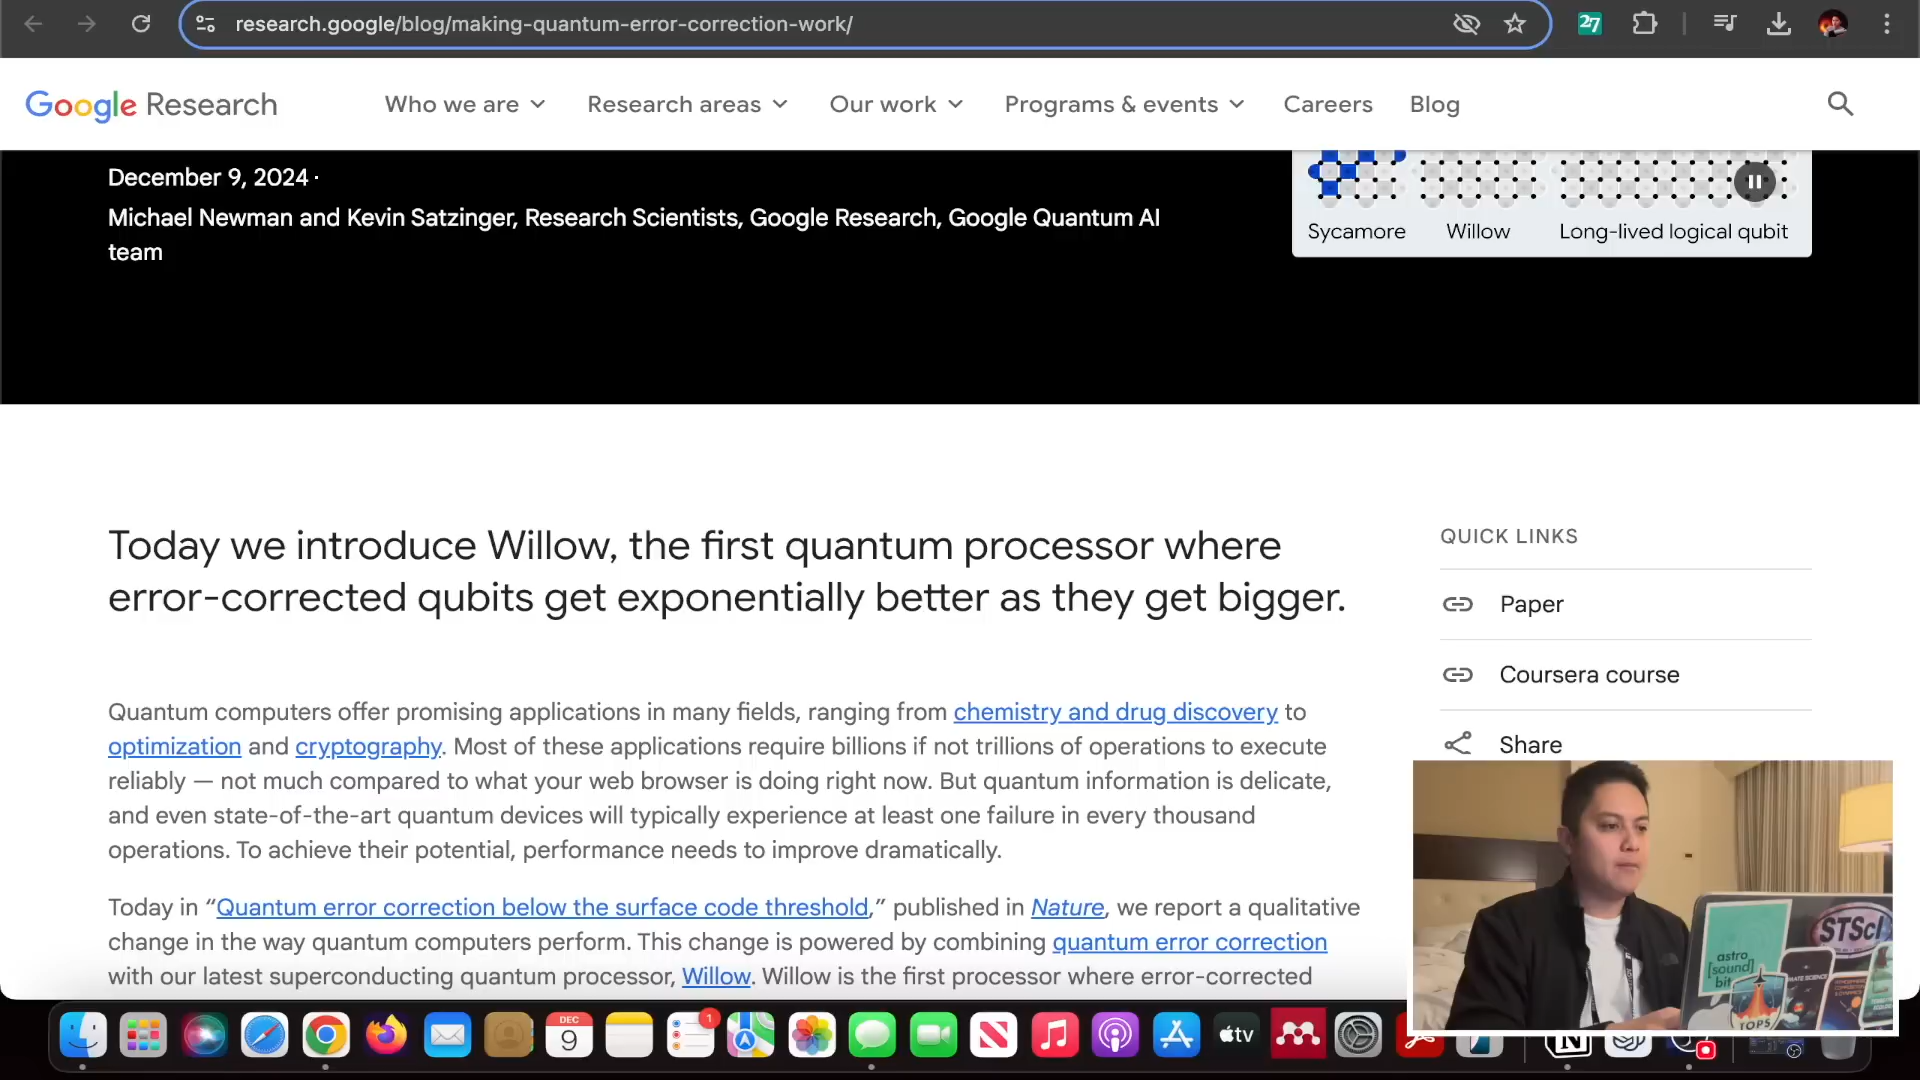 research.google/blog/making-quantum-error-correction-work/
27
Google Research
Who we are
Research areas
Our work
Programs & events
Careers
Blog
December 9, 2024 ·
Michael Newman and Kevin Satzinger, Research Scientists, Google Research, Google Quantum AI
team
Sycamore
Willow
Long-lived logical qubit
Today we introduce Willow, the first quantum processor where
error-corrected qubits get exponentially better as they get bigger.
QUICK LINKS
Paper
Coursera course
Share
Quantum computers offer promising applications in many fields, ranging from chemistry and drug discovery to
optimization and cryptography. Most of these applications require billions if not trillions of operations to execute
reliably — not much compared to what your web browser is doing right now. But quantum information is delicate,
and even state-of-the-art quantum devices will typically experience at least one failure in every thousand
operations. To achieve their potential, performance needs to improve dramatically.
Today in “Quantum error correction below the surface code threshold,” published in Nature, we report a qualitative
change in the way quantum computers perform. This change is powered by combining quantum error correction
with our latest superconducting quantum processor, Willow. Willow is the first processor where error-corrected
STScI
astro
[sound]
bit
TOPS
DEC
9
1
tv